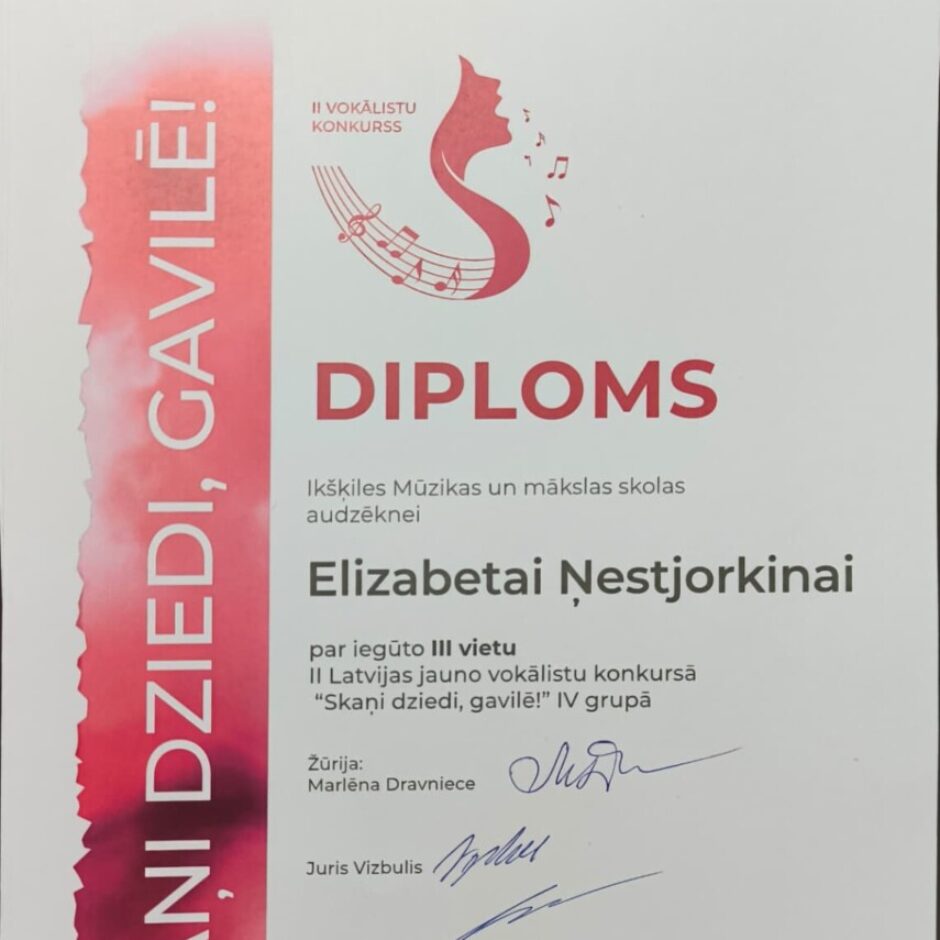 II VOKĀLISTU
KONKURSS
DIPLOMS
Ikšķiles Mūzikas un mākslas skolas
audzēknei
Elizabetai Ņestjorkinai
par iegūto III vietu
II Latvijas jauno vokālistu konkursā
“Skaņi dziedi, gavilē!” IV grupā
Žūrija:
Marlēna Dravniece
Juris Vizbulis
AŅI DZIEDI, GAVILĒ!